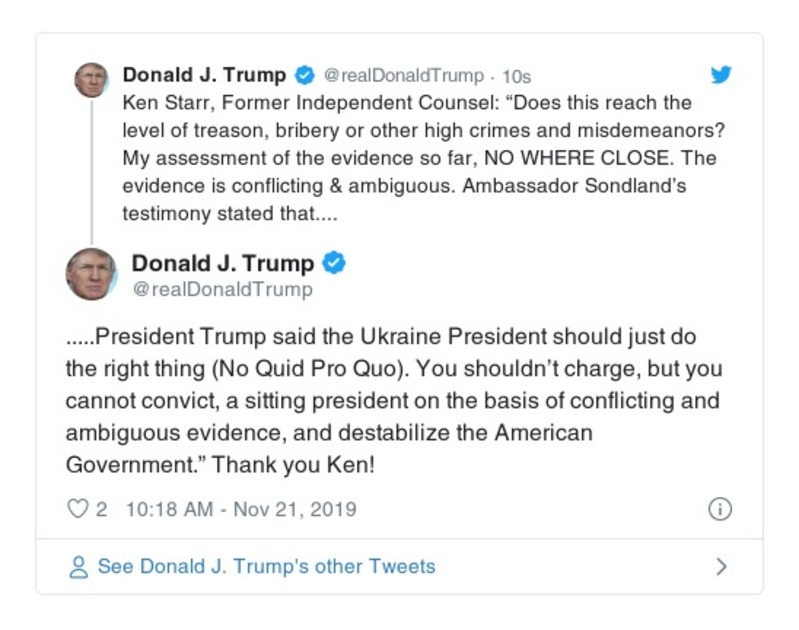 Donald J. Trump @realDonaldTrump · 10s
Ken Starr, Former Independent Counsel: “Does this reach the
level of treason, bribery or other high crimes and misdemeanors?
My assessment of the evidence so far, NO WHERE CLOSE. The
evidence is conflicting & ambiguous. Ambassador Sondland’s
testimony stated that....
Donald J. Trump
@realDonaldTrump
.....President Trump said the Ukraine President should just do
the right thing (No Quid Pro Quo). You shouldn’t charge, but you
cannot convict, a sitting president on the basis of conflicting and
ambiguous evidence, and destabilize the American
Government.” Thank you Ken!
2 10:18 AM - Nov 21, 2019
See Donald J. Trump's other Tweets